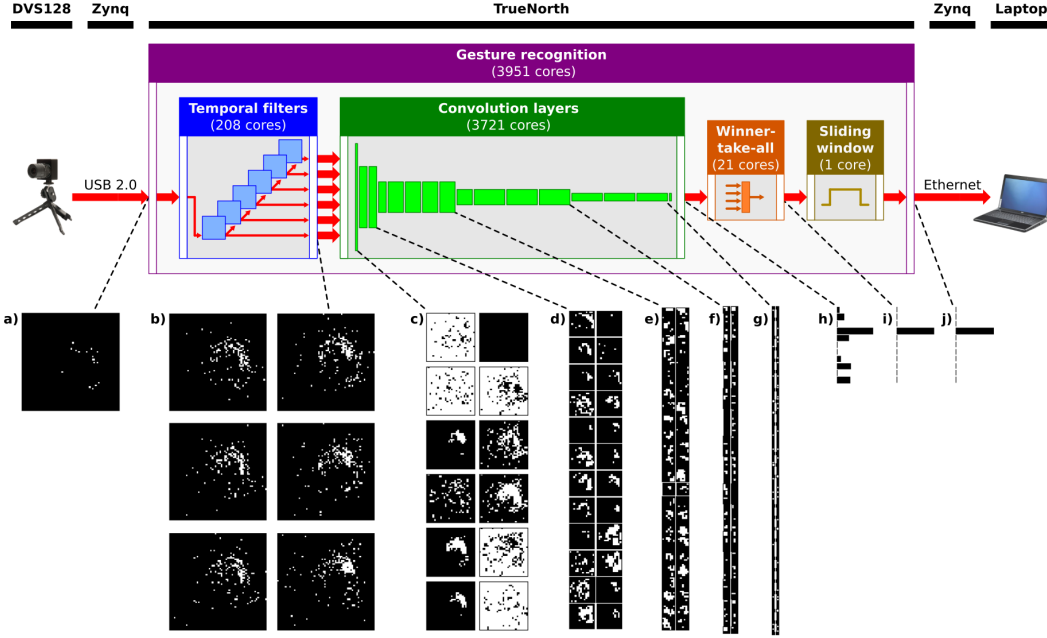 DVS128 Zynq TrueNorth Zynq Laptop
Gesture recognition
(3951 cores)
Temporal filters
(208 cores)
Convolution layers
(3721 cores)
Winner-
take-all
(21 cores)
Sliding
window
(1 core)
USB 2.0
Ethernet
a) b) c) d) e) f) g) h) i) j)